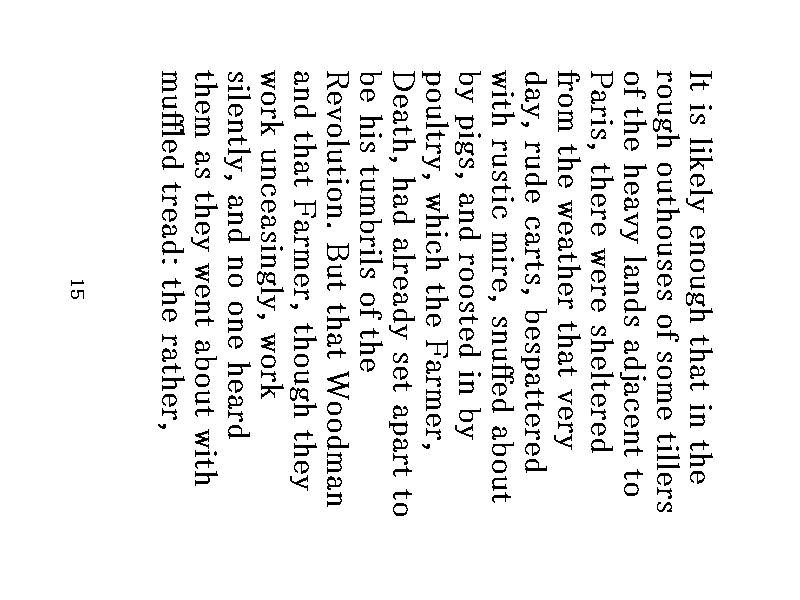 It is likely enough that in the
rough outhouses of some tillers
of the heavy lands adjacent to
Paris, there were sheltered
from the weather that very
day, rude carts, bespattered
with rustic mire, snuffed about
by pigs, and roosted in by
poultry, which the Farmer,
Death, had already set apart to
be his tumbrils of the
Revolution. But that Woodman
and that Farmer, though they
work unceasingly, work
silently, and no one heard
them as they went about with
muffled tread: the rather,
15